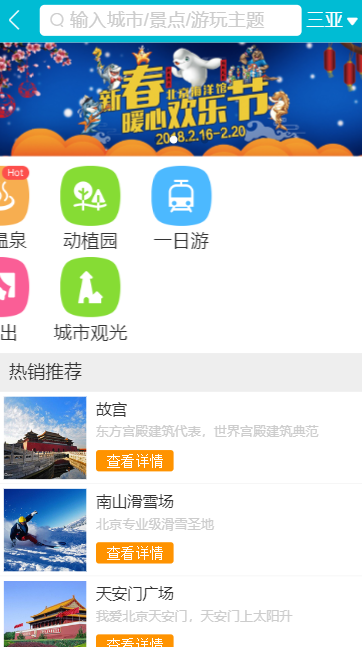 输入城市/景点/游玩主题
三亚
新春
北京海洋馆
暖心欢乐节
2018.2.16-2.20
Hot
温泉
动植园
一日游
出
城市观光
热销推荐
故宫
东方宫殿建筑代表，世界宫殿建筑典范
查看详情
南山滑雪场
北京专业级滑雪圣地
查看详情
天安门广场
我爱北京天安门，天安门上太阳升
查看详情